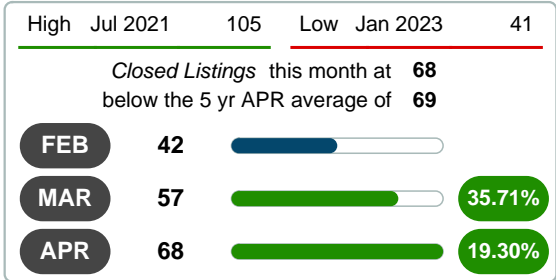 High Jul 2021 105 Low Jan 2023 41
Closed Listings this month at 68
below the 5 yr APR average of 69
FEB 42
MAR 57 35.71%
APR 68 19.30%